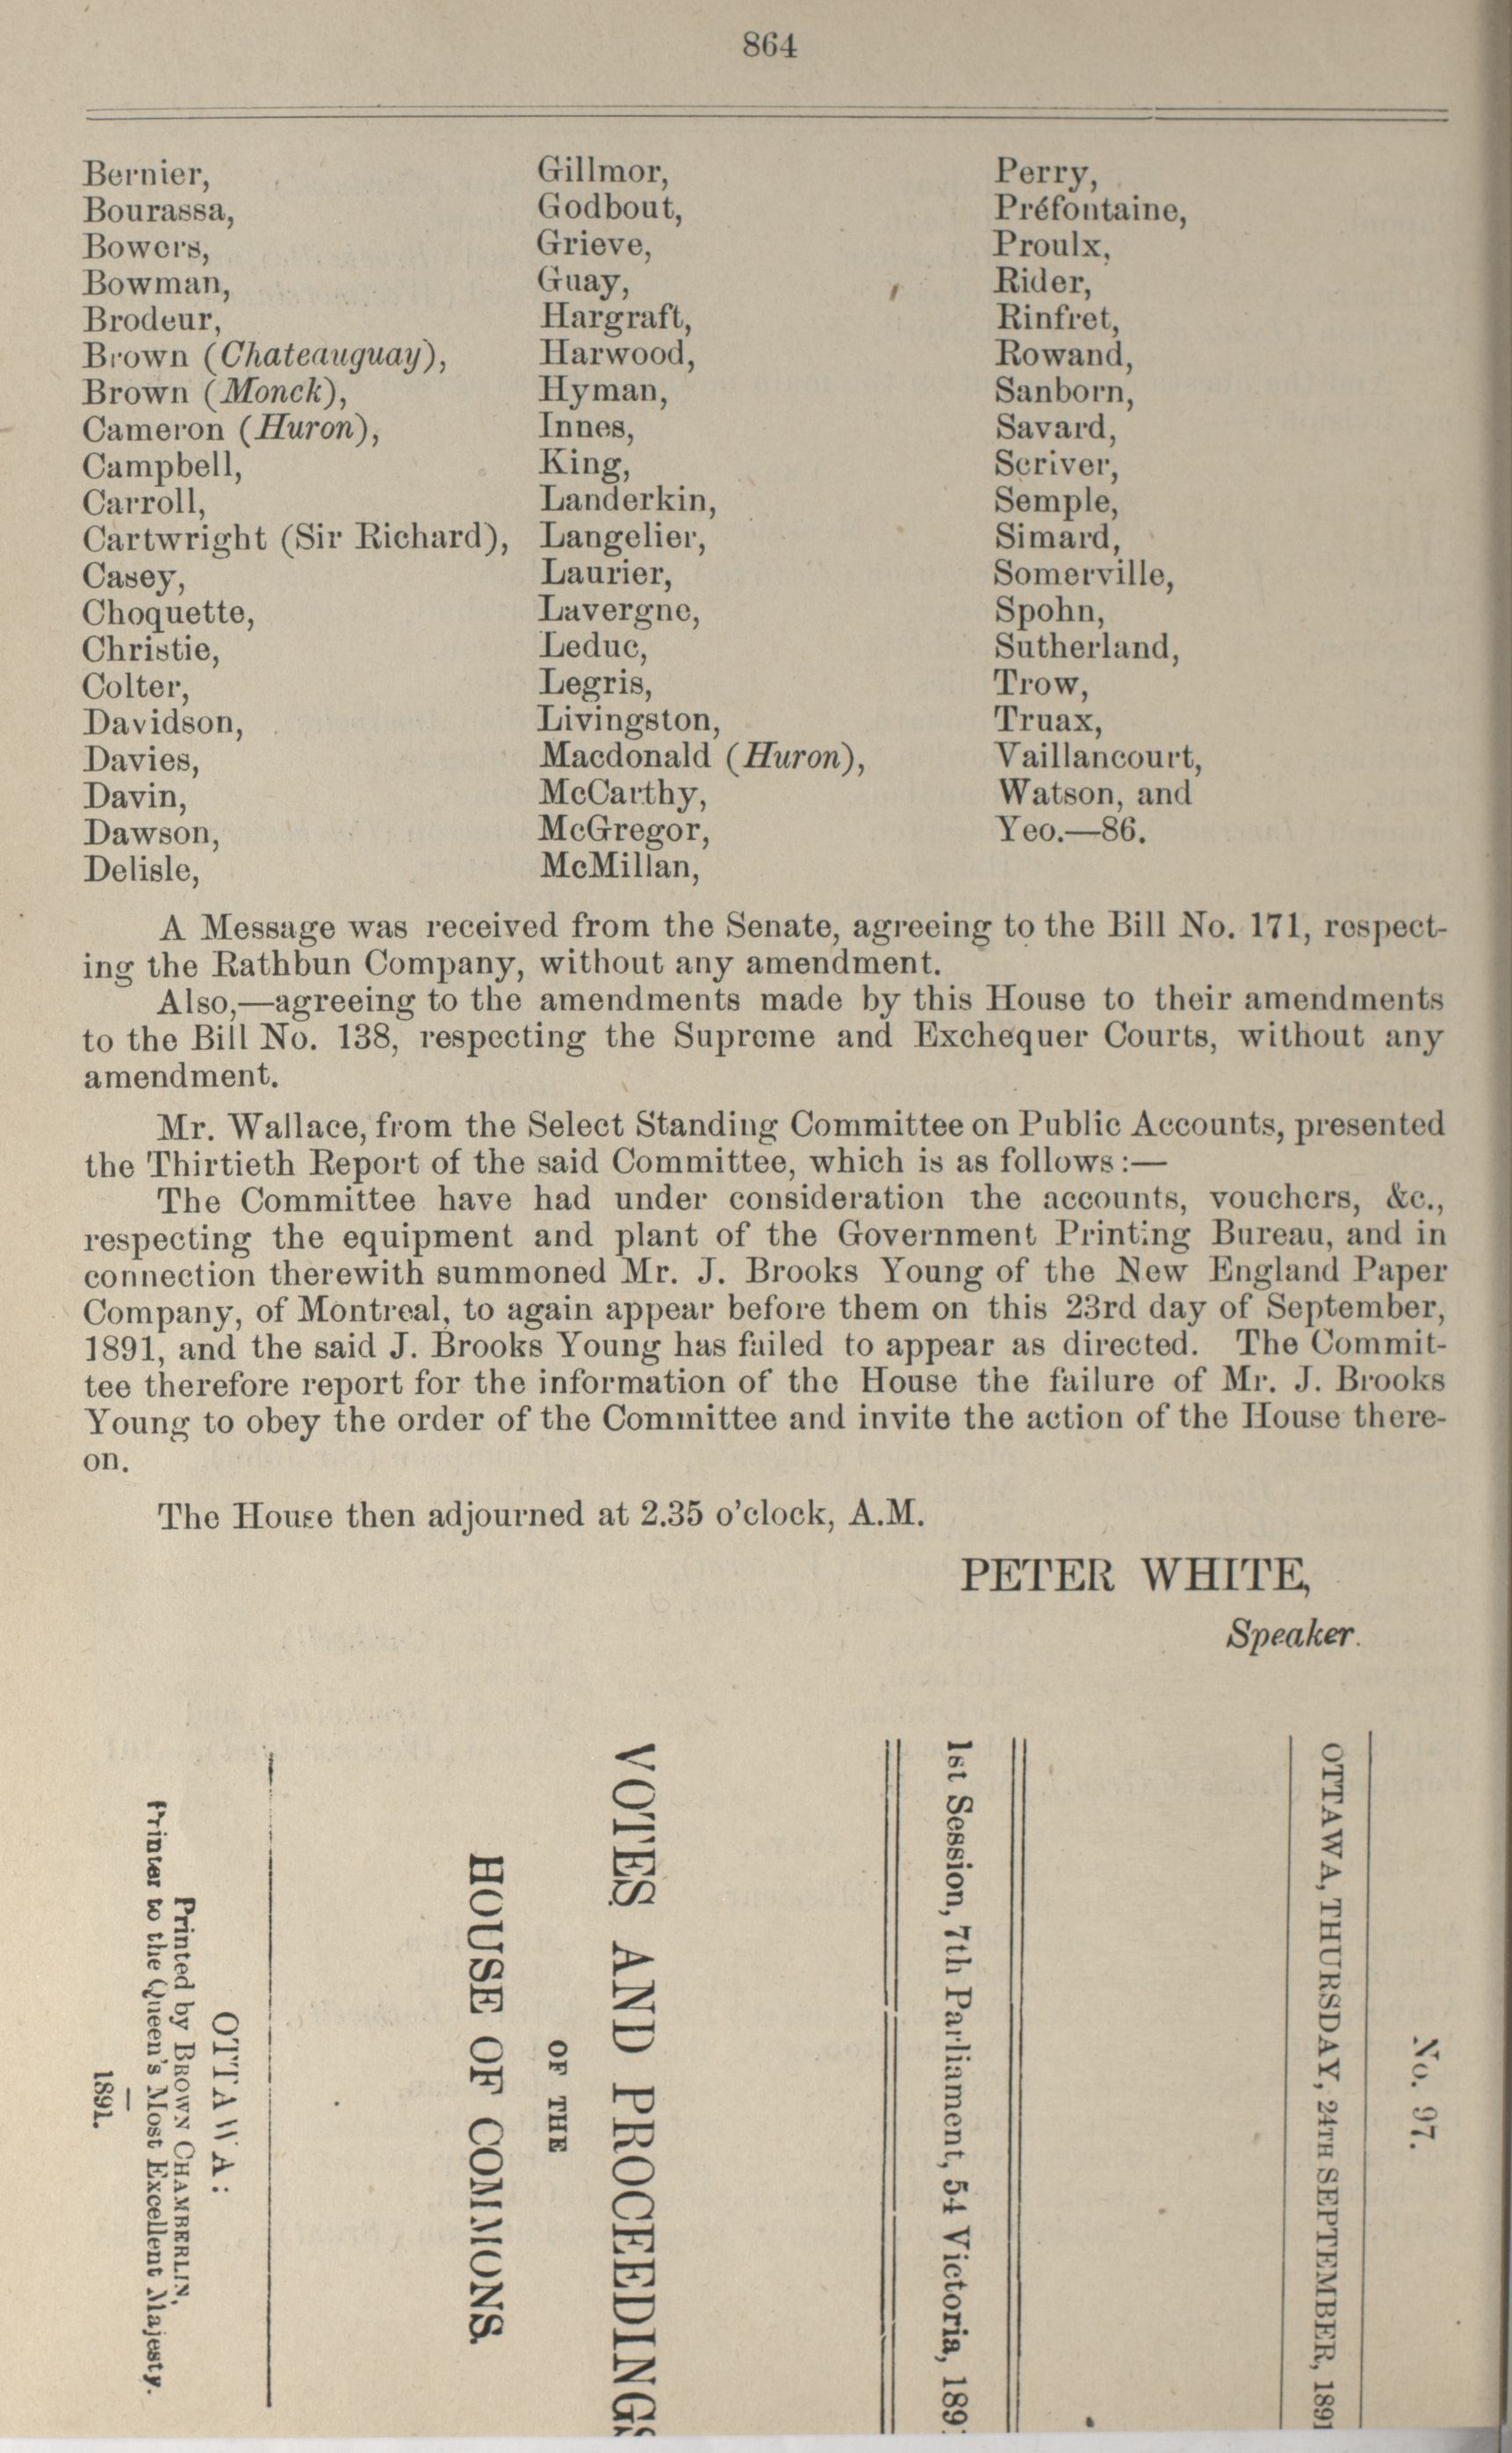 864
Bernier,
Bourassa,
Bowers,
Bowman,
Brodeur,
Brown (Chateauguay),
Brown (Monck),
Cameron (Huron),
Campbell,
Carroll,
Cartwright (Sir Richard),
Casey,
Choquette,
Christie,
Colter,
Davidson,
Davies,
Davin,
Dawson,
Delisle,
Gillmor,
Godbout,
Grieve,
Guay,
Hargraft,
Harwood,
Hyman,
Innes,
King,
Landerkin,
Langelier,
Laurier,
Lavergne,
Leduc,
Legris,
Livingston,
Macdonald (Huron),
McCarthy,
McGregor,
McMillan,
Perry,
Préfontaine,
Proulx,
Rider,
Rinfret,
Rowand,
Sanborn,
Savard,
Scriver,
Semple,
Simard,
Somerville,
Spohn,
Sutherland,
Trow,
Truax,
Vaillancourt,
Watson, and
Yeo.—86.
A Message was received from the Senate, agreeing to the Bill No. 171, respect-
ing the Rathbun Company, without any amendment.
Also,—agreeing to the amendments made by this House to their amendments
to the Bill No. 138, respecting the Supreme and Exchequer Courts, without any
amendment.
Mr. Wallace, from the Select Standing Committee on Public Accounts, presented
the Thirtieth Report of the said Committee, which is as follows:—
The Committee have had under consideration the accounts, vouchers, &c.,
respecting the equipment and plant of the Government Printing Bureau, and in
connection therewith summoned Mr. J. Brooks Young of the New England Paper
Company, of Montreal, to again appear before them on this 23rd day of September,
1891, and the said J. Brooks Young has failed to appear as directed. The Commit-
tee therefore report for the information of the House the failure of Mr. J. Brooks
Young to obey the order of the Committee and invite the action of the House there-
on.
The House then adjourned at 2.35 o'clock, A.M.
PETER WHITE,
Speaker.
No. 97.
OTTAWA, THURSDAY, 24TH SEPTEMBER, 1891
1st Session, 7th Parliament, 54 Victoria, 189
VOTES AND PROCEEDINGS
OF THE
HOUSE OF COMMONS.
OTTAWA:
Printed by BROWN CHAMBERLIN,
Printer to the Queen's Most Excellent Majesty.
1891.